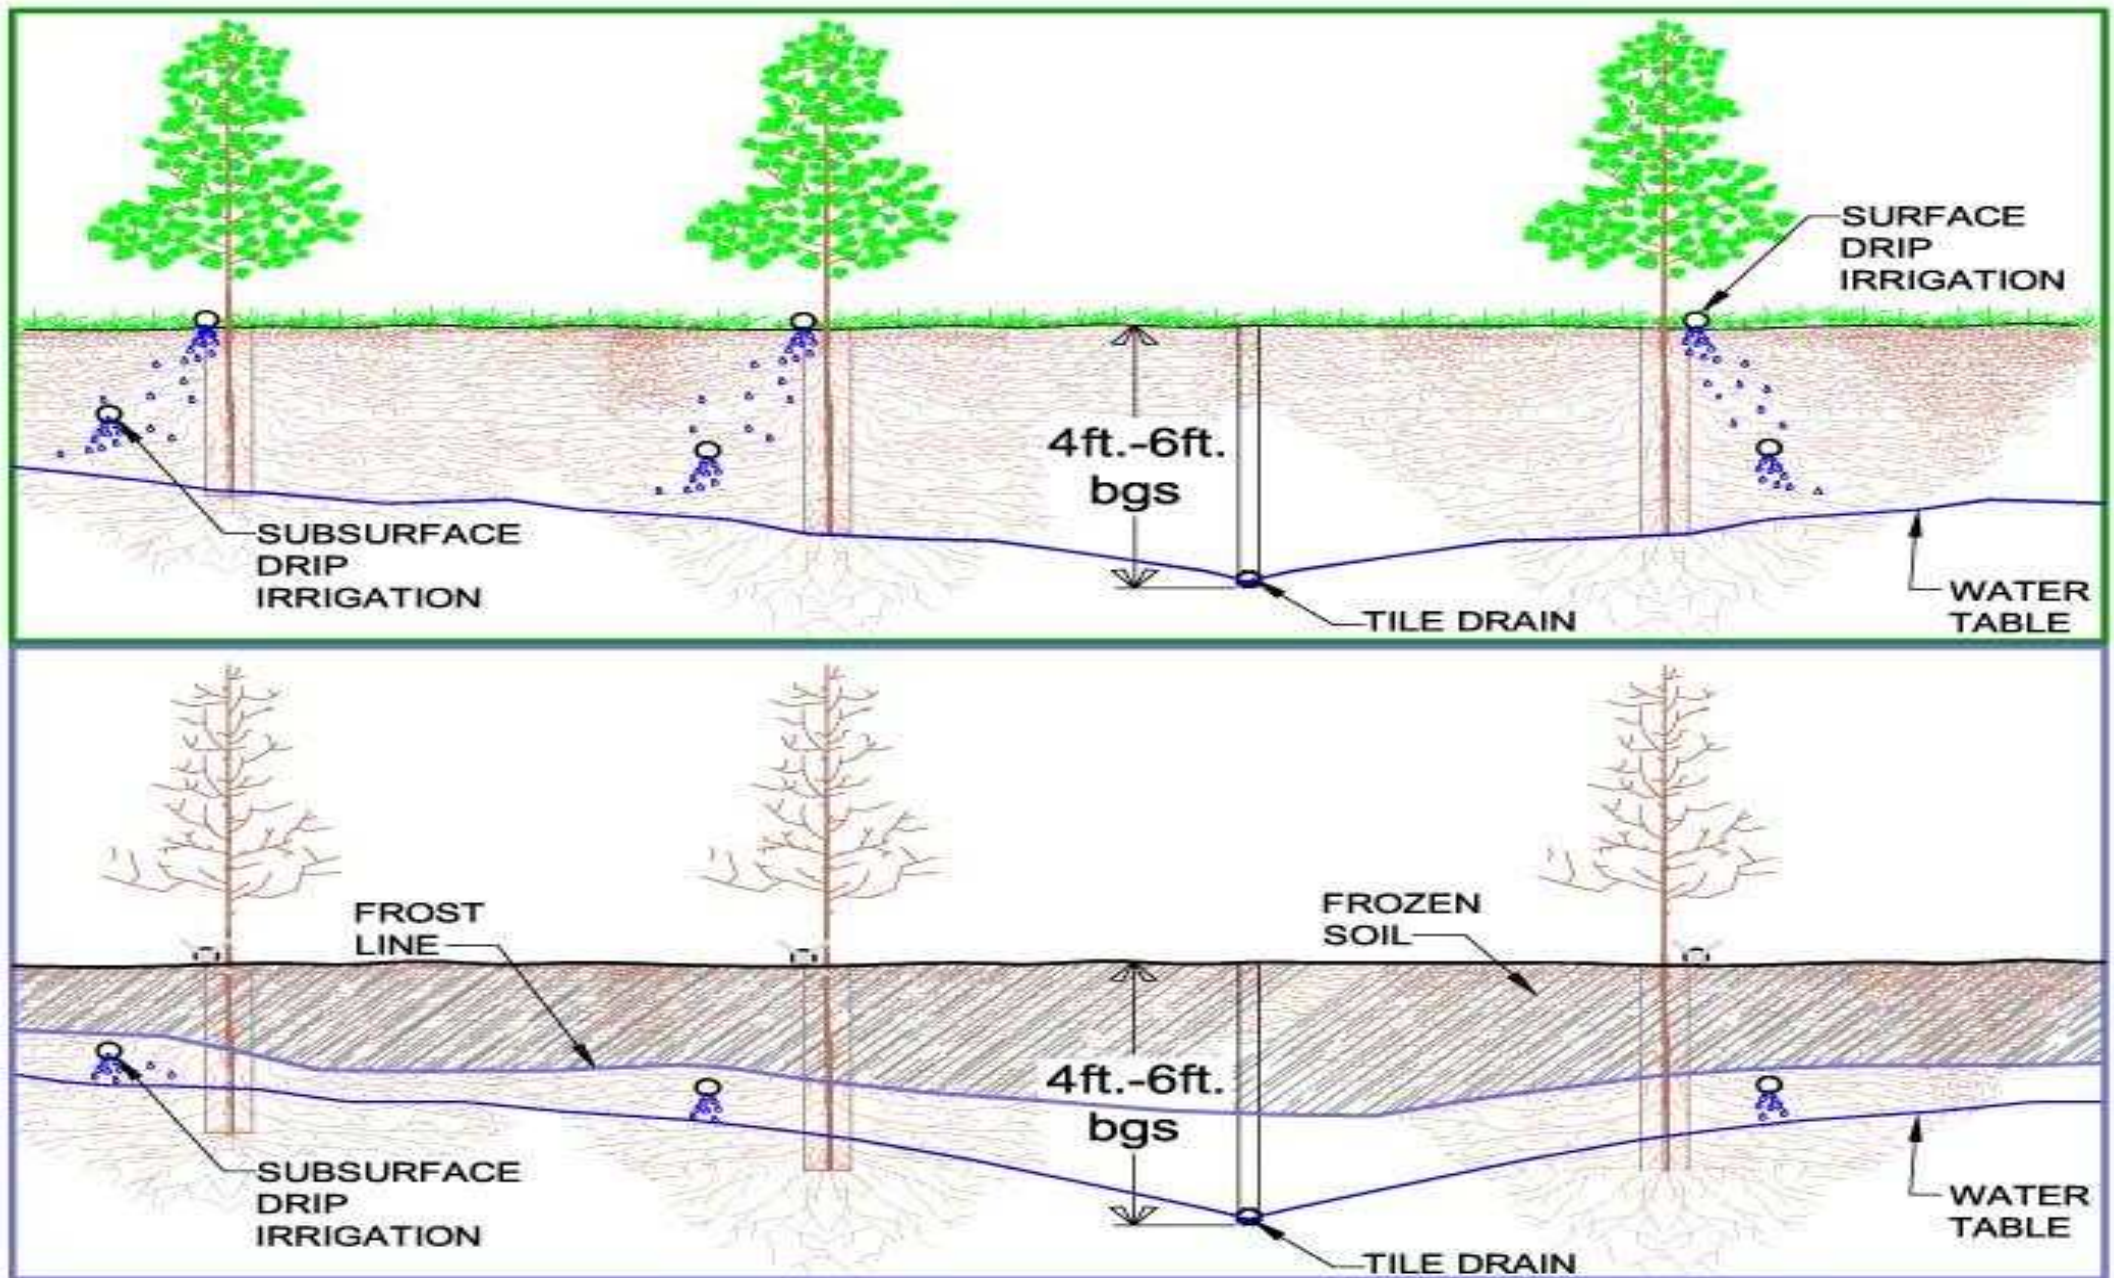 SURFACE
DRIP
IRRIGATION
4ft.-6ft.
bgs
SUBSURFACE
DRIP
IRRIGATION
WATER
TABLE
TILE DRAIN
FROST
LINE
FROZEN
SOIL
4ft.-6ft.
bgs
SUBSURFACE
DRIP
IRRIGATION
WATER
TABLE
TILE DRAIN